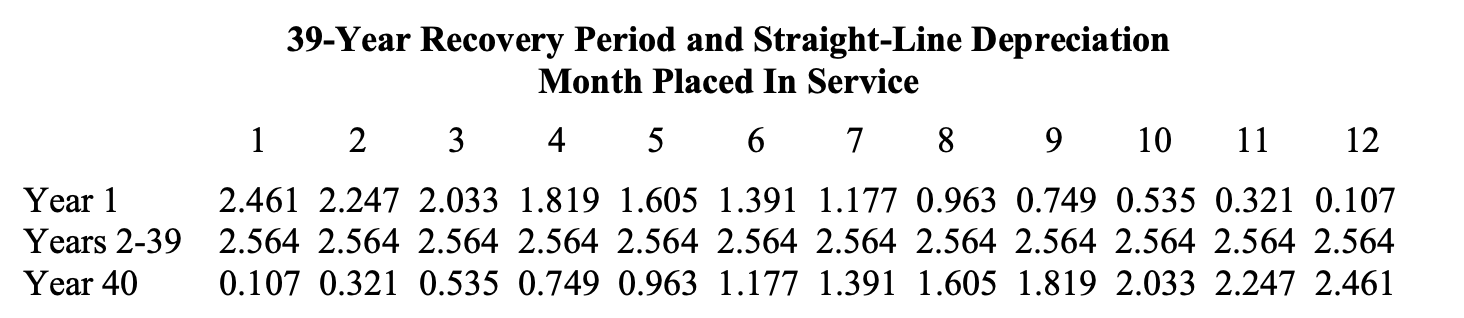 39-Year Recovery Period and Straight-Line Depreciation
Month Placed In Service
1 2 3 4 5 6 7 8 9 10 11 12
Year 1 2.461 2.247 2.033 1.819 1.605 1.391 1.177 0.963 0.749 0.535 0.321 0.107
Years 2-39 2.564 2.564 2.564 2.564 2.564 2.564 2.564 2.564 2.564 2.564 2.564 2.564
Year 40 0.107 0.321 0.535 0.749 0.963 1.177 1.391 1.605 1.819 2.033 2.247 2.461